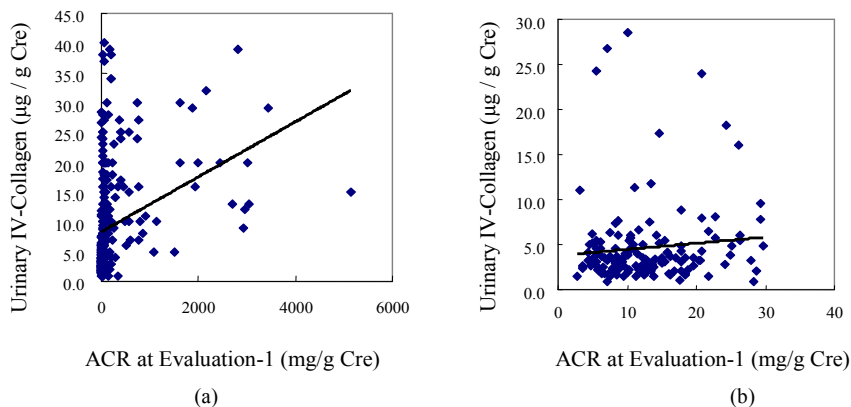 45.0
40.0
35.0
30.0
25.0
20.0
15.0
10.0
5.0
0.0
0 2000 4000 6000
Urinary IV-Collagen (μg / g Cre)
ACR at Evaluation-1 (mg/g Cre)
(a)
30.0
25.0
20.0
15.0
10.0
5.0
0.0
0 10 20 30 40
Urinary IV-Collagen (μg / g Cre)
ACR at Evaluation-1 (mg/g Cre)
(b)